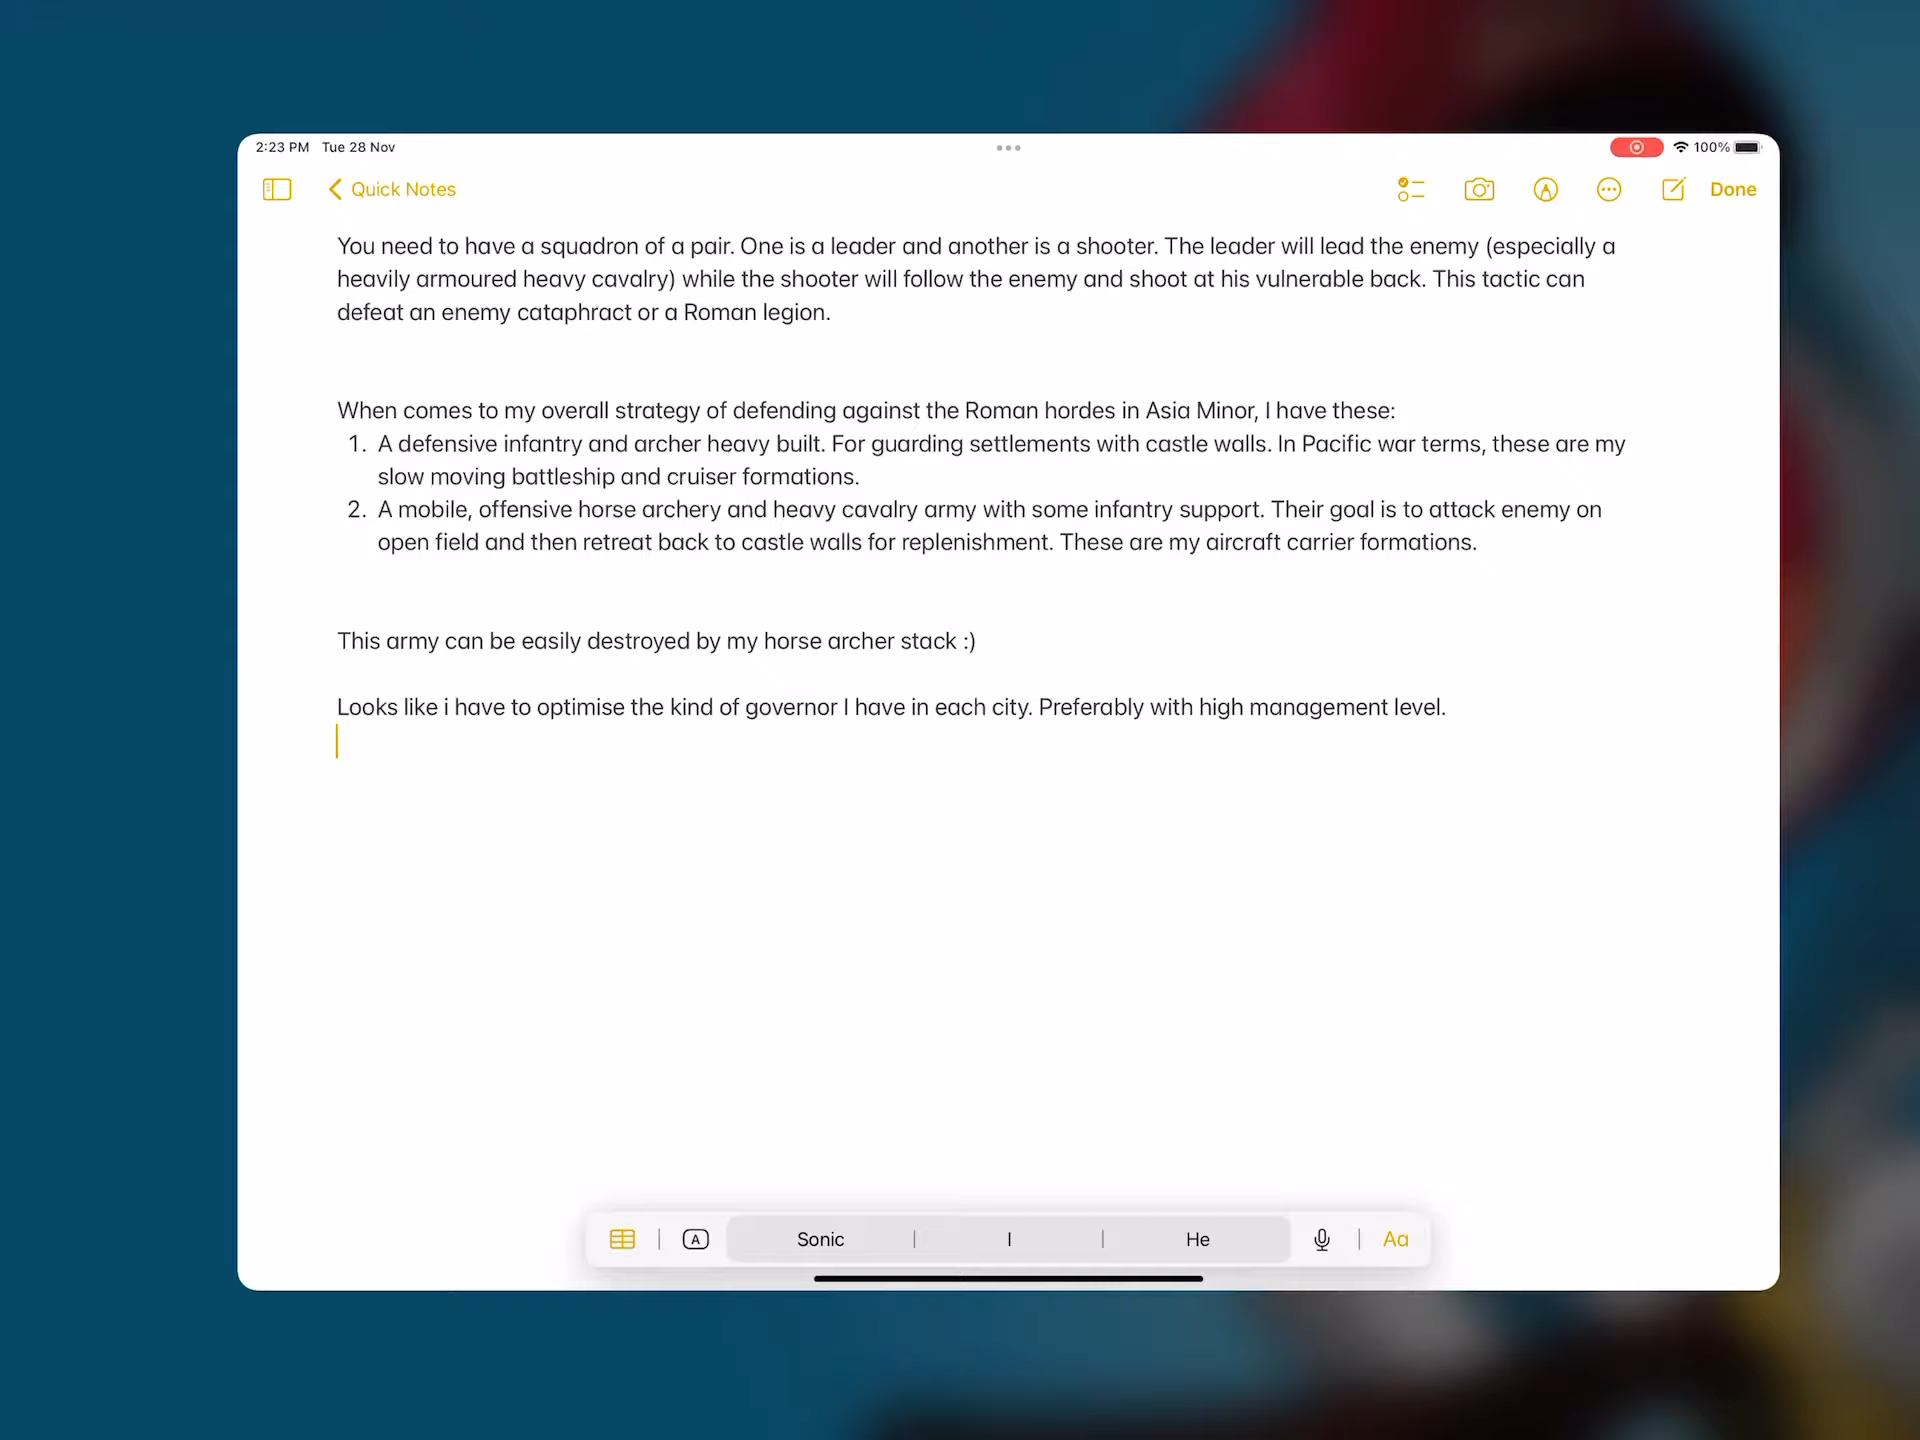 2:23 PM Tue 28 Nov
100%
Quick Notes
Done
You need to have a squadron of a pair. One is a leader and another is a shooter. The leader will lead the enemy (especially a
heavily armoured heavy cavalry) while the shooter will follow the enemy and shoot at his vulnerable back. This tactic can
defeat an enemy cataphract or a Roman legion.
When comes to my overall strategy of defending against the Roman hordes in Asia Minor, I have these:
1. A defensive infantry and archer heavy built. For guarding settlements with castle walls. In Pacific war terms, these are my
slow moving battleship and cruiser formations.
2. A mobile, offensive horse archery and heavy cavalry army with some infantry support. Their goal is to attack enemy on
open field and then retreat back to castle walls for replenishment. These are my aircraft carrier formations.
This army can be easily destroyed by my horse archer stack :)
Looks like i have to optimise the kind of governor I have in each city. Preferably with high management level.
A
Sonic
I
He
Aa